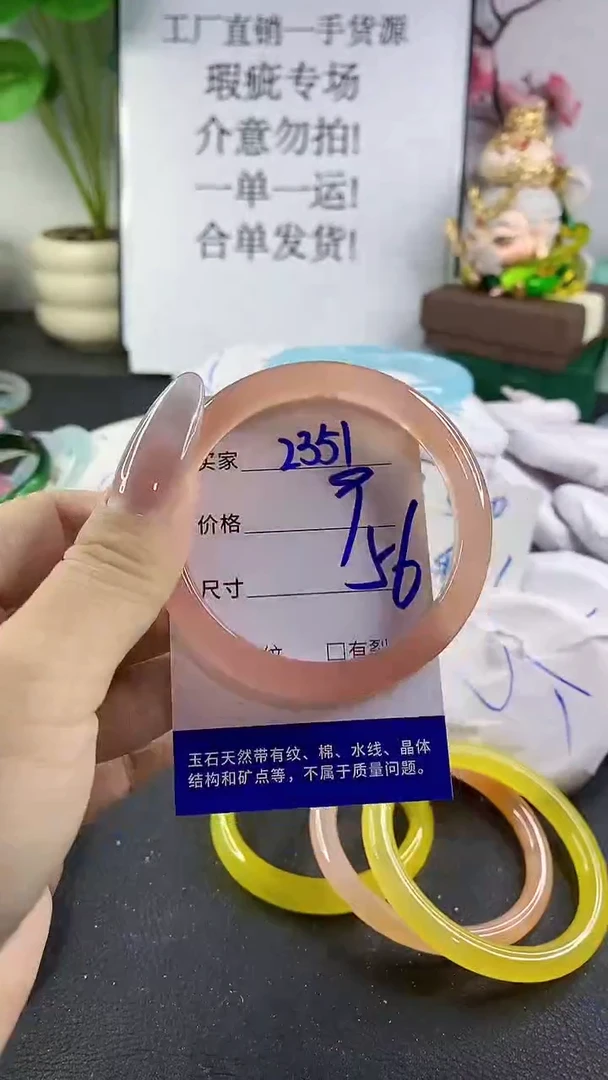 工厂直销一手货源
瑕疵专场
介意勿拍!
一单一运!
合单发货!
买家 2351
价格
尺寸 56
纹 □有裂
玉石天然带有纹、棉、水线、晶体
结构和矿点等，不属于质量问题。